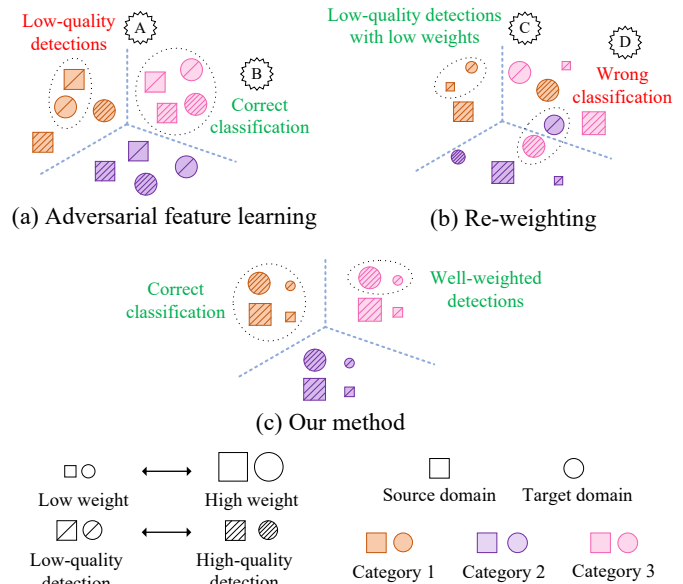 Low-quality
detections
A
B
Correct
classification
(a) Adversarial feature learning
Low-quality detections
with low weights
C
D
Wrong
classification
(b) Re-weighting
Correct
classification
Well-weighted
detections
(c) Our method
Low weight
High weight
Source domain
Target domain
Low-quality
detection
High-quality
detection
Category 1
Category 2
Category 3